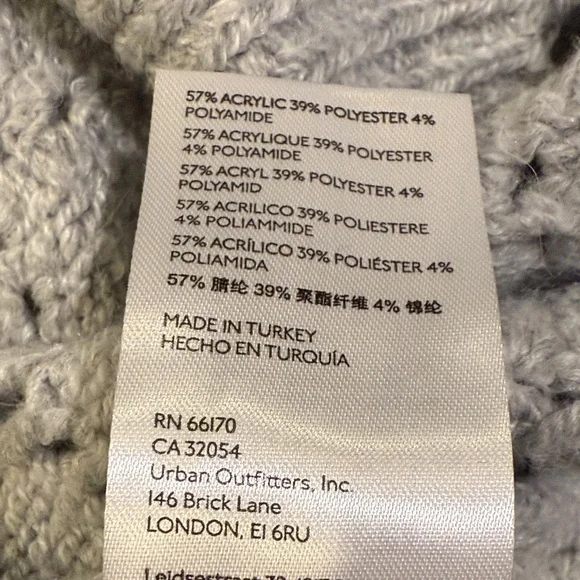 57% ACRYLIC 39% POLYESTER 4%
POLYAMIDE
57% ACRYLIQUE 39% POLYESTER
4% POLYAMIDE
57% ACRYL 39% POLYESTER 4%
POLYAMID
57% ACRILICO 39% POLIESTERE
4% POLIAMMIDE
57% ACRÍLICO 39% POLIÉSTER 4%
POLIAMIDA
57% 腈纶 39% 聚酯纤维 4% 锦纶
MADE IN TURKEY
HECHO EN TURQUÍA
RN 66170
CA 32054
Urban Outfitters, Inc.
146 Brick Lane
LONDON, E1 6RU
Leidsestraat